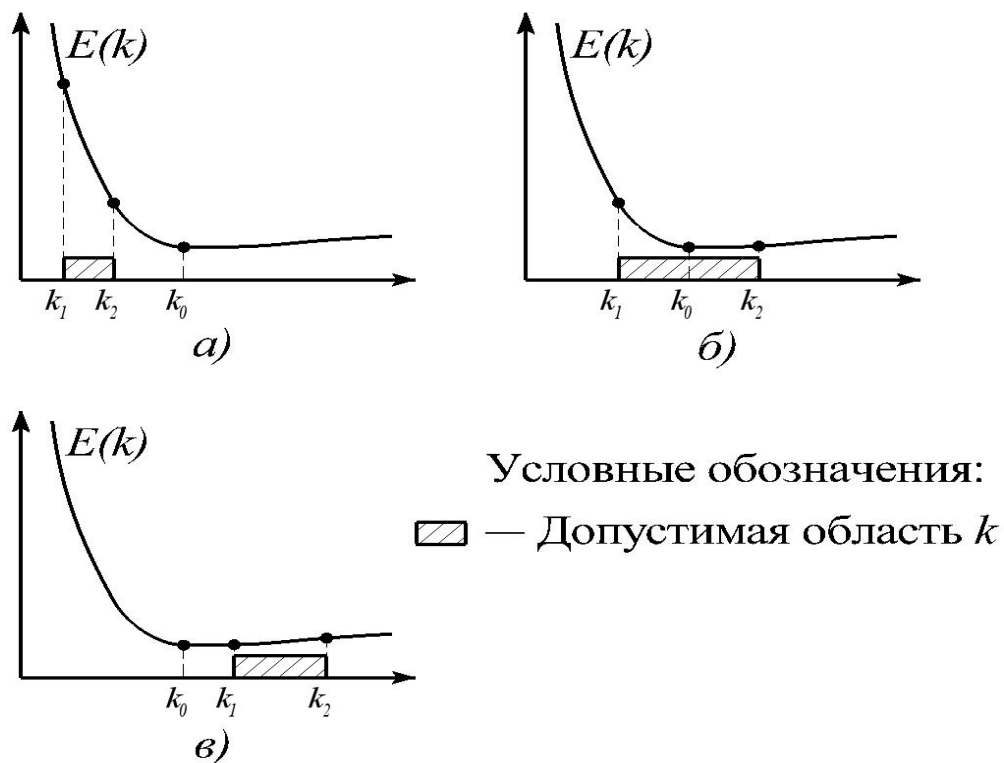 E(k)
k₁ k₂ k₀
а)
E(k)
k₁ k₀ k₂
б)
E(k)
k₀ k₁ k₂
в)
Условные обозначения:
— Допустимая область k